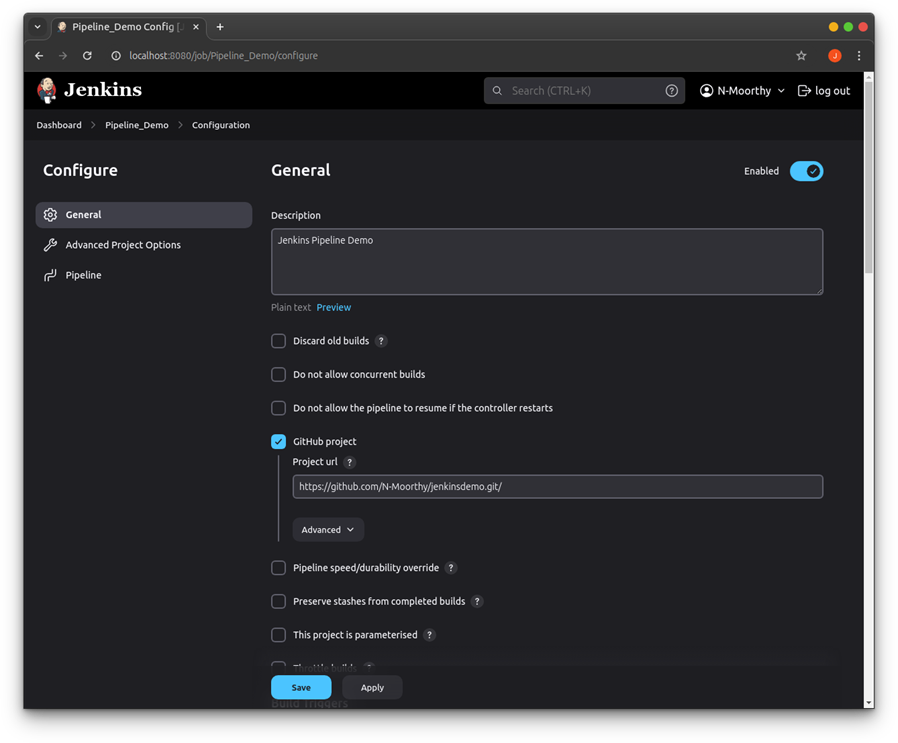 Pipeline_Demo Config [J
localhost:8080/job/Pipeline_Demo/configure
J
Jenkins
Search (CTRL+K)
?
N-Moorthy
log out
Dashboard
Pipeline_Demo
Configuration
Configure
General
Enabled
General
Advanced Project Options
Pipeline
Description
Jenkins Pipeline Demo
Plain text Preview
Discard old builds ?
Do not allow concurrent builds
Do not allow the pipeline to resume if the controller restarts
GitHub project
Project url ?
https://github.com/N-Moorthy/jenkinsdemo.git/
Advanced
Pipeline speed/durability override ?
Preserve stashes from completed builds ?
This project is parameterised ?
Throttle builds ?
Save
Apply
Build Triggers